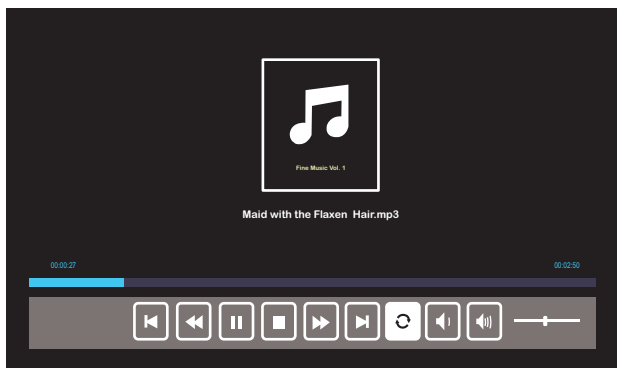 Fine Music Vol. 1
Maid with the Flaxen  Hair.mp3
00:00:27
00:02:50